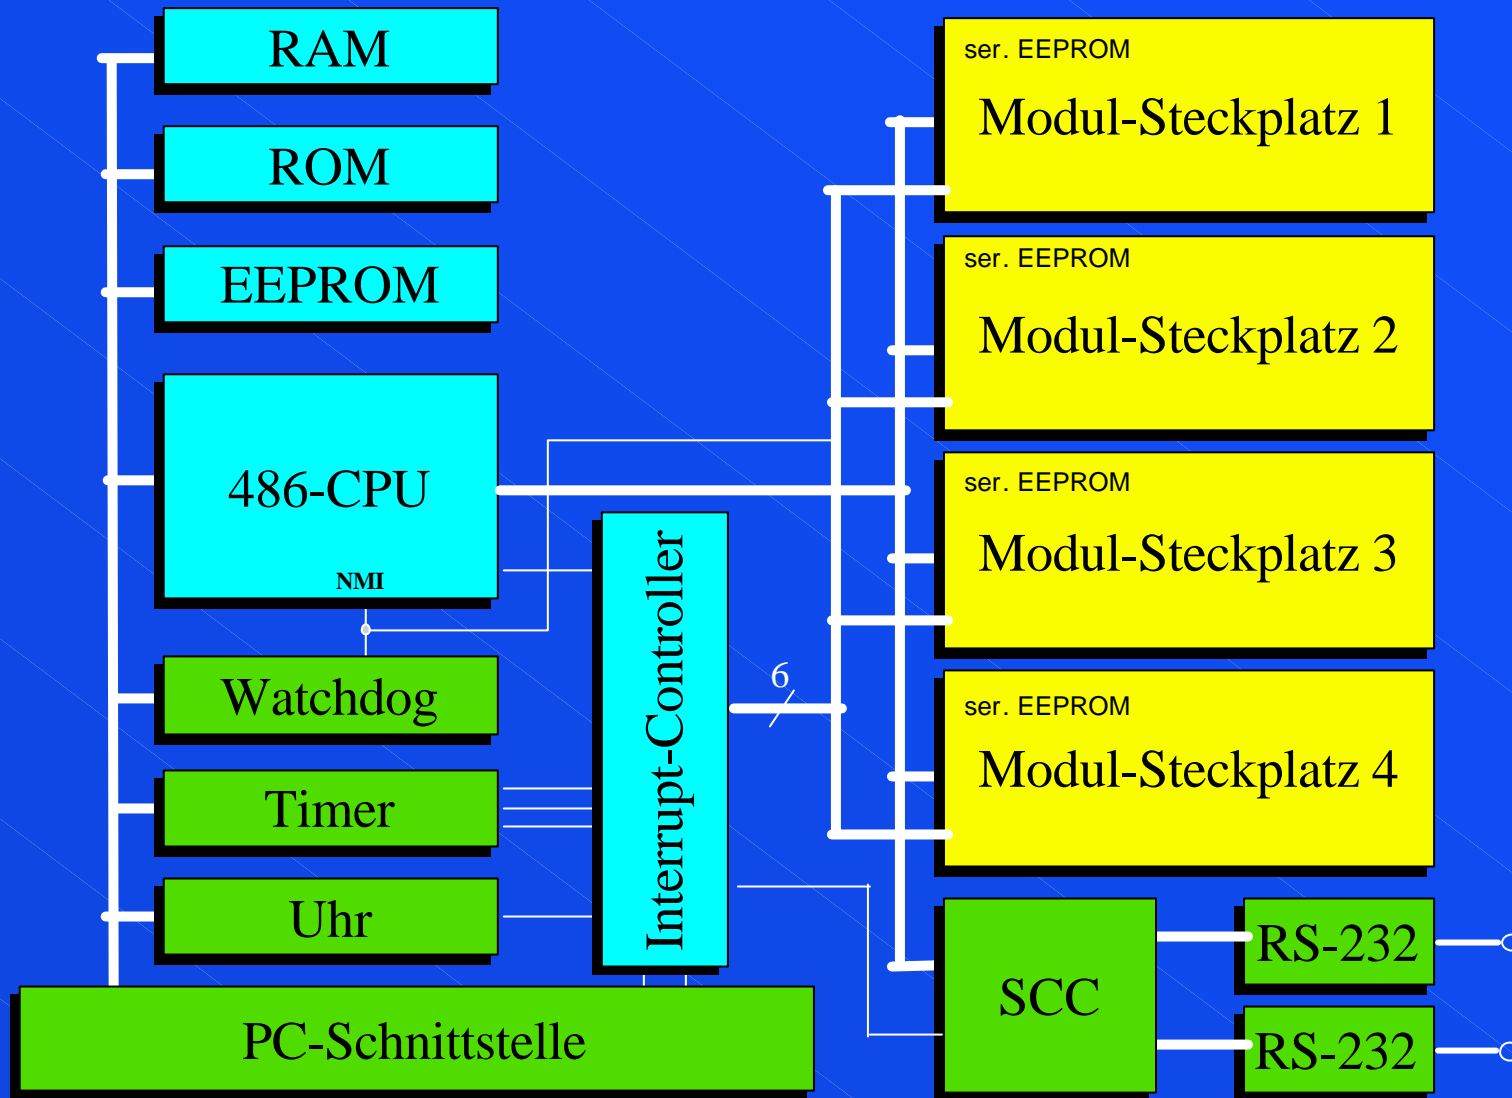 RAM
ROM
EEPROM
486-CPU
NMI
Watchdog
Timer
Uhr
PC-Schnittstelle
Interrupt-Controller
6
ser. EEPROM
Modul-Steckplatz 1
ser. EEPROM
Modul-Steckplatz 2
ser. EEPROM
Modul-Steckplatz 3
ser. EEPROM
Modul-Steckplatz 4
SCC
RS-232
RS-232